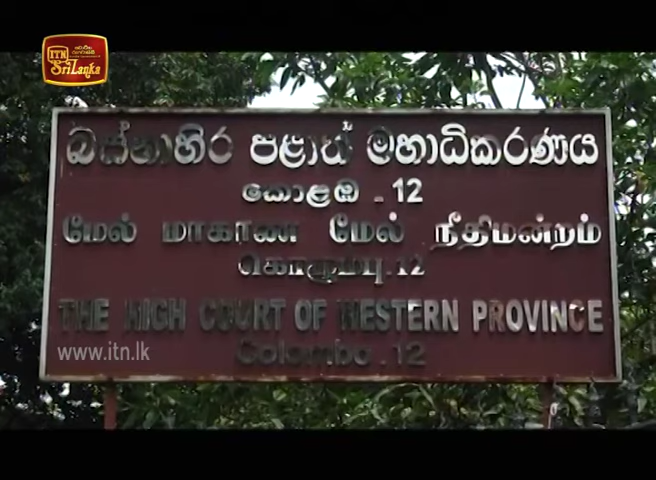 ITN
Sri Lanka
බස්නාහිර පළාත් මහාධිකරණය
කොළඹ - 12
மேல் மாகாண மேல் நீதிமன்றம்
கொழும்பு -12
THE HIGH COURT OF WESTERN PROVINCE
www.itn.lk
Colombo - 12